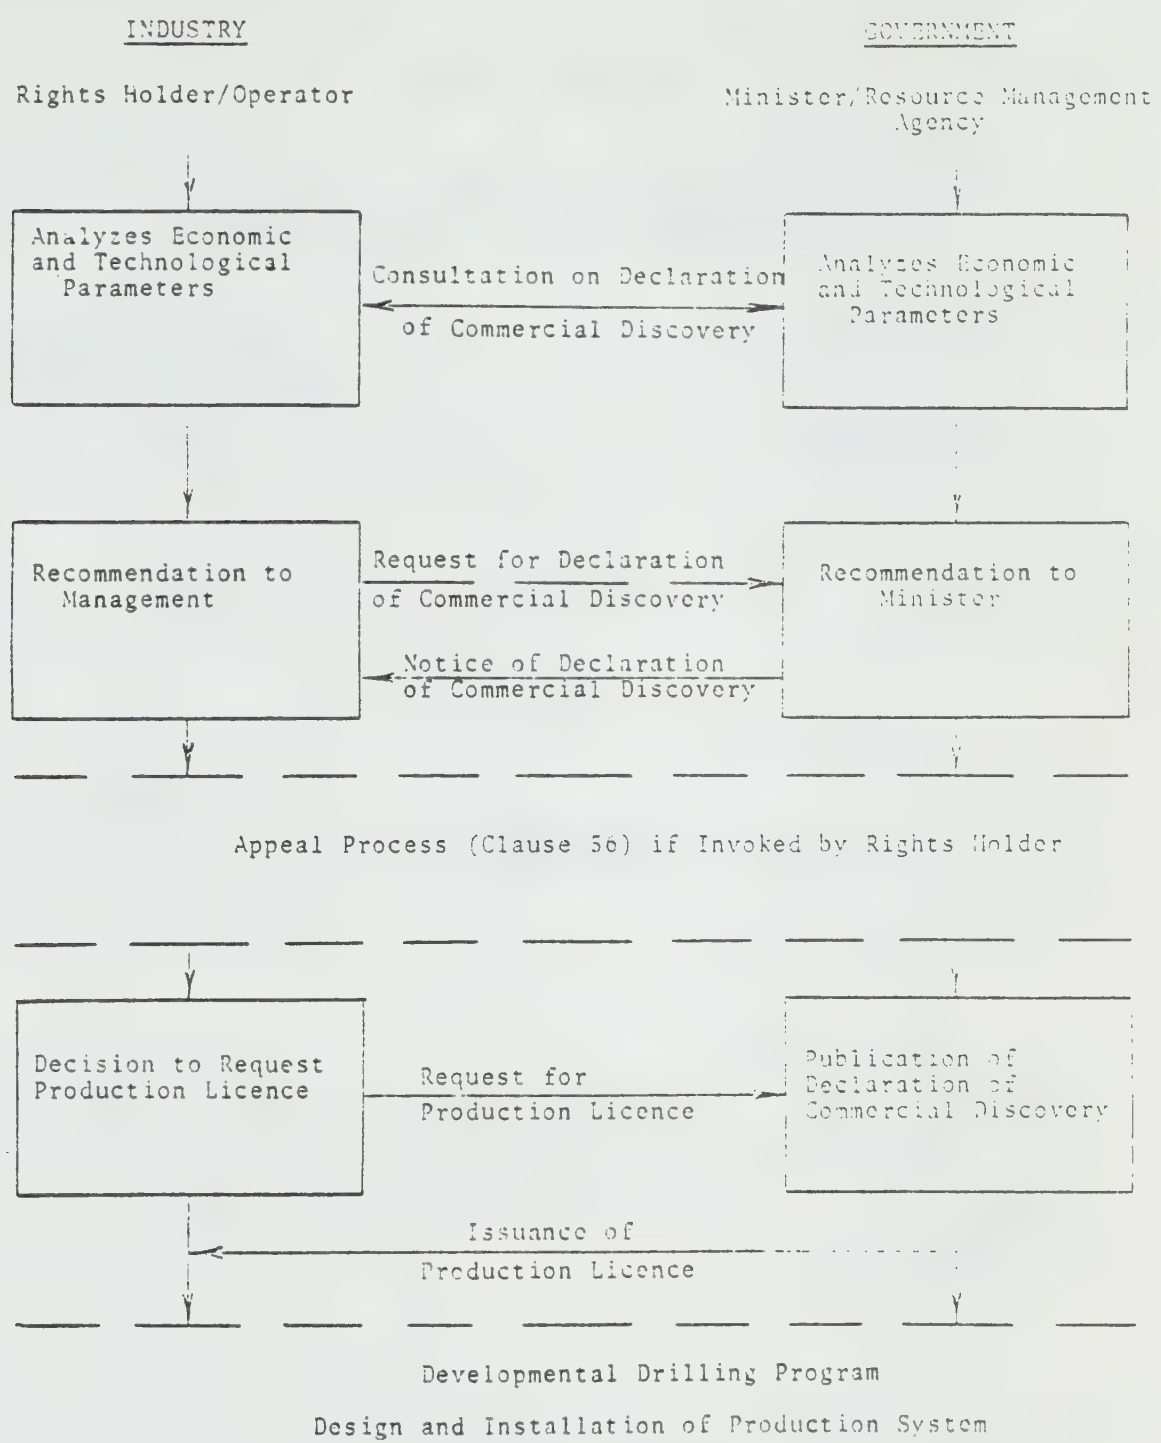 INDUSTRY
GOVERNMENT
Rights Holder/Operator
Minister/Resource Management
Agency
Analyzes Economic
and Technological
Parameters
Consultation on Declaration
of Commercial Discovery
Analyzes Economic
and Technological
Parameters
Recommendation to
Management
Request for Declaration
of Commercial Discovery
Notice of Declaration
of Commercial Discovery
Recommendation to
Minister
Appeal Process (Clause 56) if Invoked by Rights Holder
Decision to Request
Production Licence
Request for
Production Licence
Publication of
Declaration of
Commercial Discovery
Issuance of
Production Licence
Developmental Drilling Program
Design and Installation of Production System